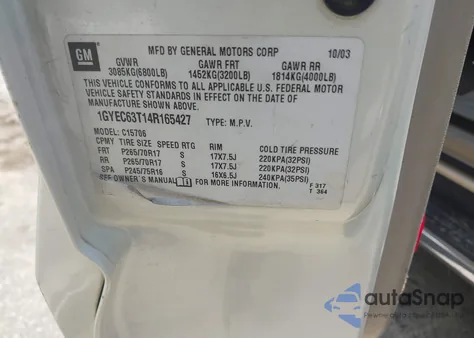 GM
MFD BY GENERAL MOTORS CORP 10/03
GVWR GAWR FRT GAWR RR
3085KG(6800LB) 1452KG(3200LB) 1814KG(4000LB)
THIS VEHICLE CONFORMS TO ALL APPLICABLE U.S. FEDERAL MOTOR
VEHICLE SAFETY STANDARDS IN EFFECT ON THE DATE OF
MANUFACTURE SHOWN ABOVE.
1GYEC63T14R165427 TYPE: M.P.V.
MODEL: C15706
CPMY TIRE SIZE SPEED RTG RIM COLD TIRE PRESSURE
FRT P265/70R17 S 17X7.5J 220KPA(32PSI)
RR P265/70R17 S 17X7.5J 220KPA(32PSI)
SPA P245/75R16 S 16X6.5J 240KPA(35PSI)
OWNER'S MANUAL FOR MORE INFORMATION. F 317
T 364
autoSnap